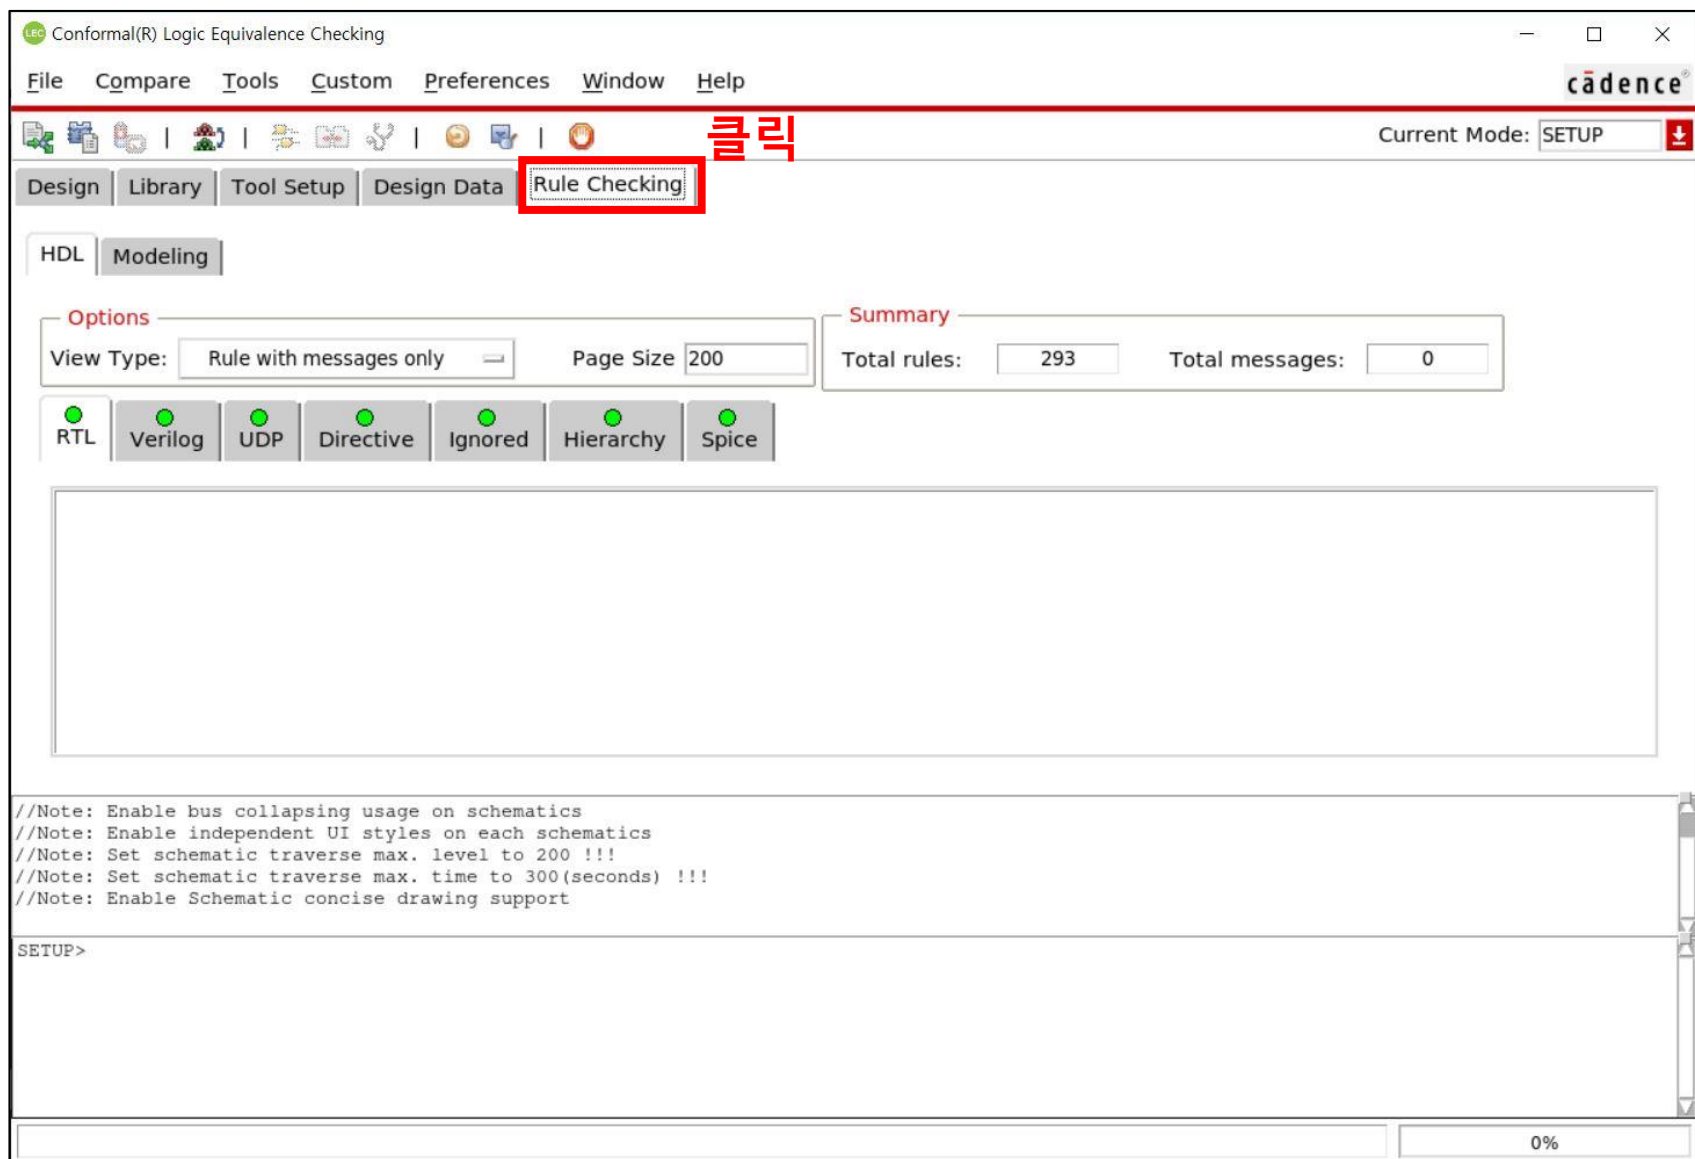 LEC Conformal(R) Logic Equivalence Checking
File Compare Tools Custom Preferences Window Help cādence®
클릭
Current Mode: SETUP
Design Library Tool Setup Design Data Rule Checking
HDL Modeling
Options
View Type: Rule with messages only Page Size 200
Summary
Total rules: 293 Total messages: 0
RTL Verilog UDP Directive Ignored Hierarchy Spice
//Note: Enable bus collapsing usage on schematics
//Note: Enable independent UI styles on each schematics
//Note: Set schematic traverse max. level to 200 !!!
//Note: Set schematic traverse max. time to 300(seconds) !!!
//Note: Enable Schematic concise drawing support
SETUP>
0%